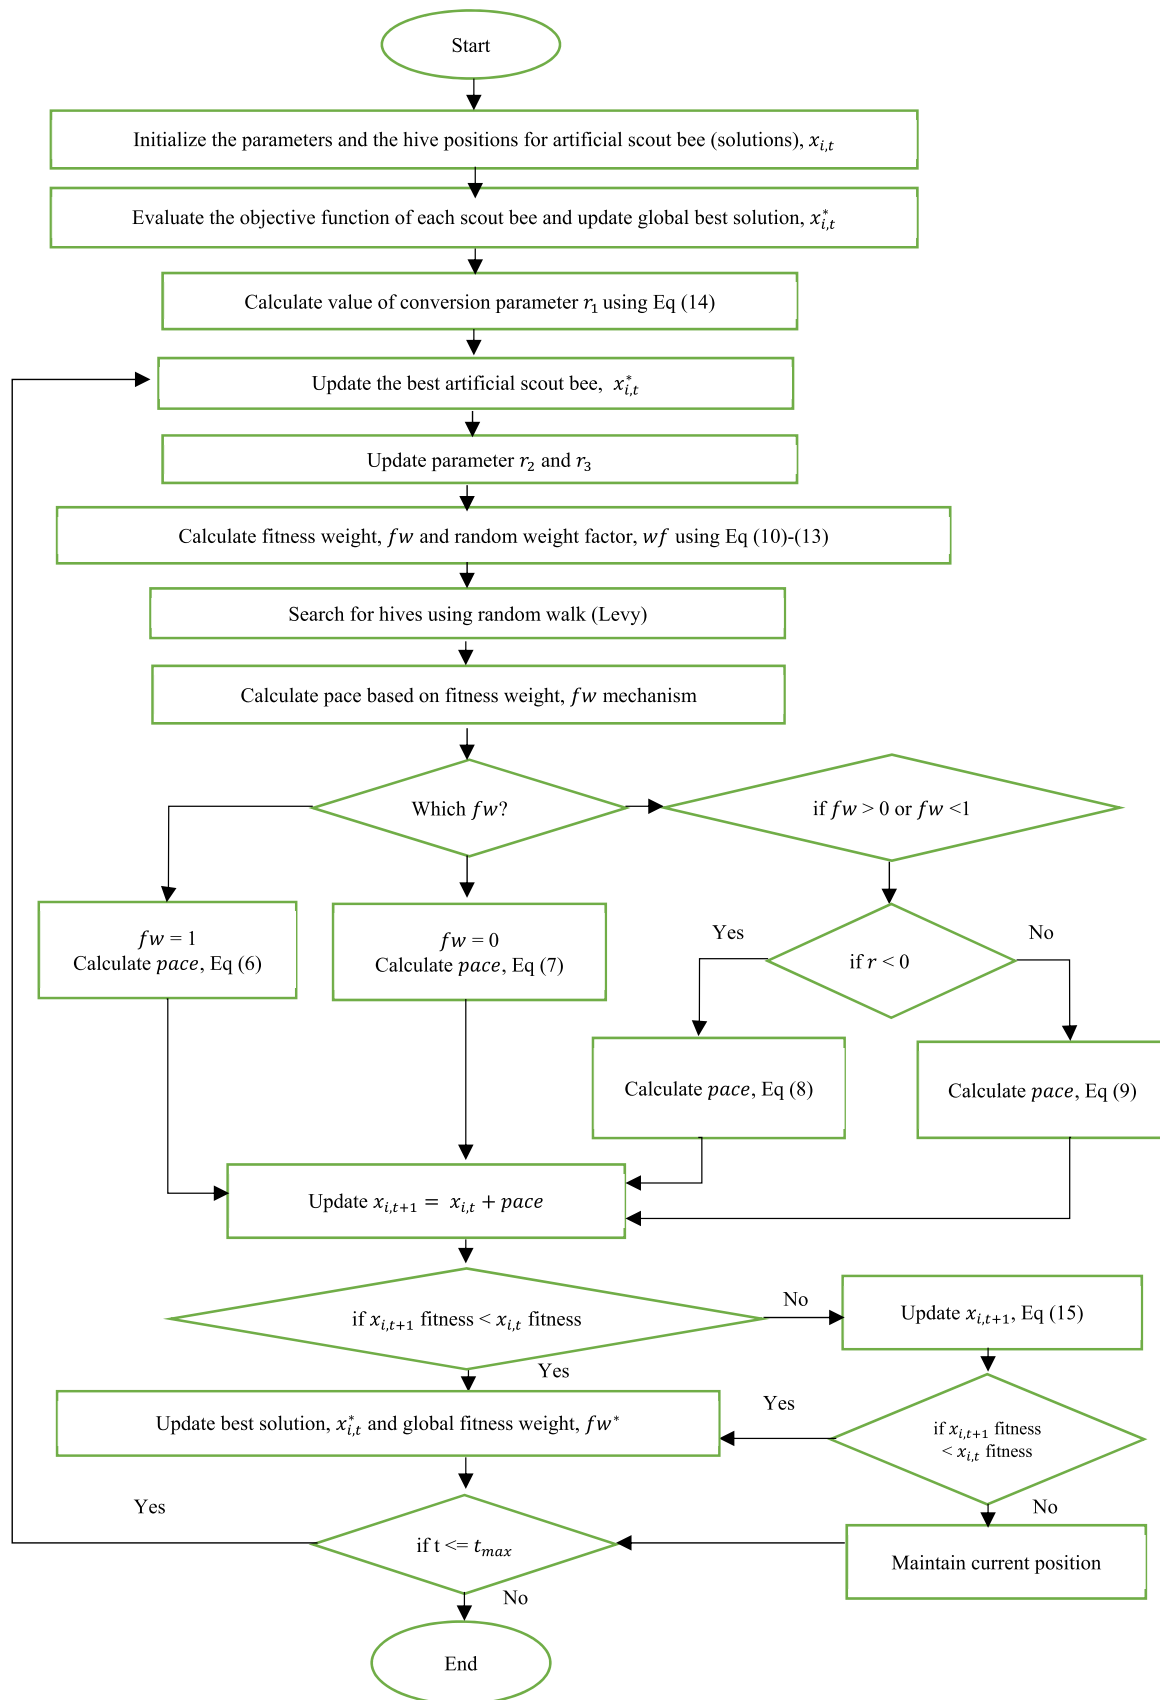 Start
Initialize the parameters and the hive positions for artificial scout bee (solutions), $x_{i,t}$
Evaluate the objective function of each scout bee and update global best solution, $x_{i,t}^{*}$
Calculate value of conversion parameter $r_1$ using Eq (14)
Update the best artificial scout bee, $x_{i,t}^{*}$
Update parameter $r_2$ and $r_3$
Calculate fitness weight, $fw$ and random weight factor, $wf$ using Eq (10)-(13)
Search for hives using random walk (Levy)
Calculate pace based on fitness weight, $fw$ mechanism
Which $fw$?
if $fw$ > 0 or $fw$ <1
$fw$ = 1
Calculate $pace$, Eq (6)
$fw$ = 0
Calculate $pace$, Eq (7)
Yes
if $r$ < 0
No
Calculate $pace$, Eq (8)
Calculate $pace$, Eq (9)
Update $x_{i,t+1} = x_{i,t} + pace$
if $x_{i,t+1}$ fitness < $x_{i,t}$ fitness
No
Update $x_{i,t+1}$, Eq (15)
Yes
Update best solution, $x_{i,t}^{*}$ and global fitness weight, $fw^{*}$
Yes
if $x_{i,t+1}$ fitness
< $x_{i,t}$ fitness
No
Maintain current position
Yes
if t <= $t_{max}$
No
End